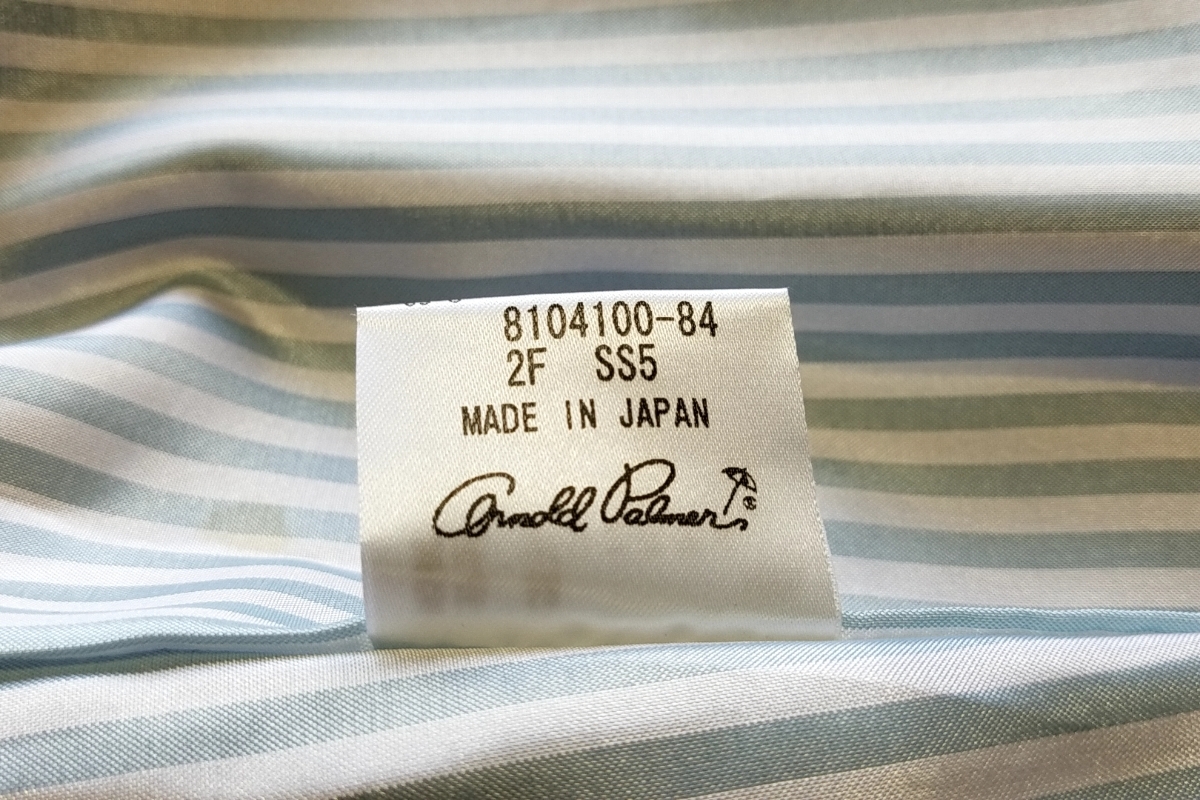 8104100-84
2F SS5
MADE IN JAPAN
Arnold Palmer